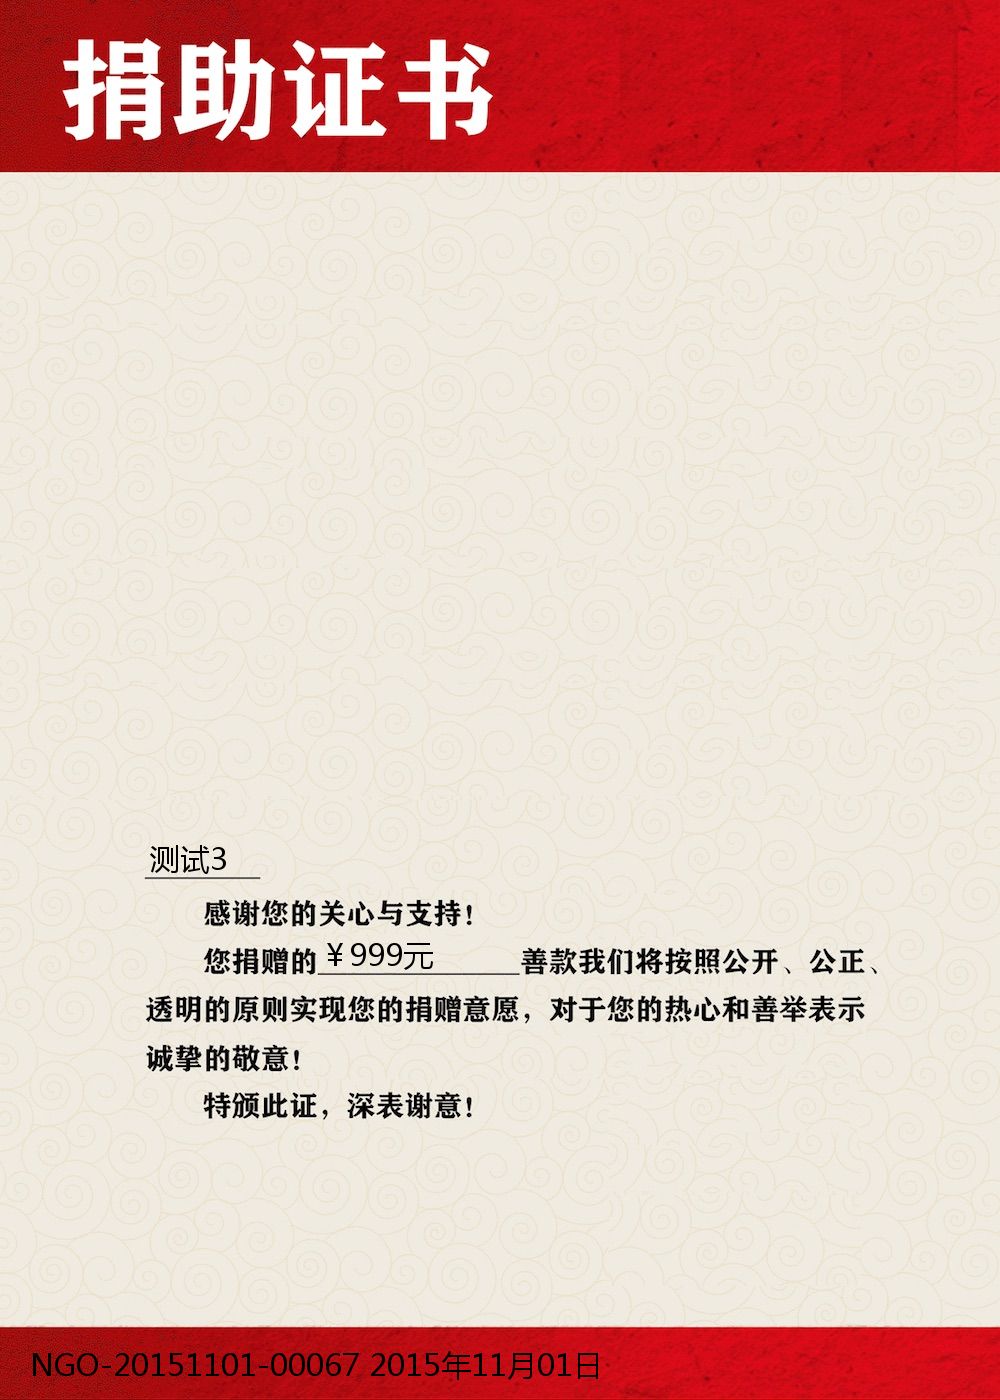 捐助证书
测试3
感谢您的关心与支持！
您捐赠的￥999元善款我们将按照公开、公正、
透明的原则实现您的捐赠意愿，对于您的热心和善举表示
诚挚的敬意！
特颁此证，深表谢意！
NGO-20151101-00067 2015年11月01日